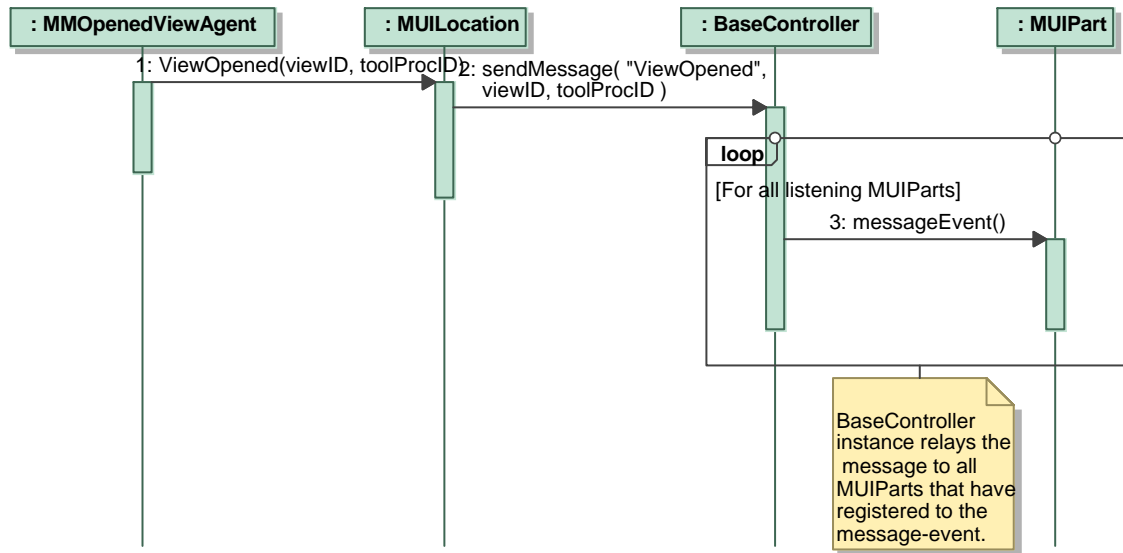 : MMOpenedViewAgent
: MUILocation
: BaseController
: MUIPart
1: ViewOpened(viewID, toolProcID)
2: sendMessage( "ViewOpened",
viewID, toolProcID )
loop
[For all listening MUIParts]
3: messageEvent()
BaseController
instance relays the
message to all
MUIParts that have
registered to the
message-event.